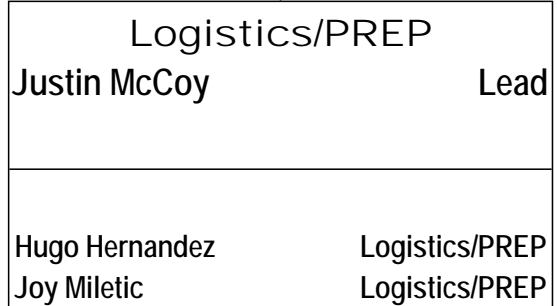 Logistics/PREP
Justin McCoy Lead
Hugo Hernandez Logistics/PREP
Joy Miletic Logistics/PREP